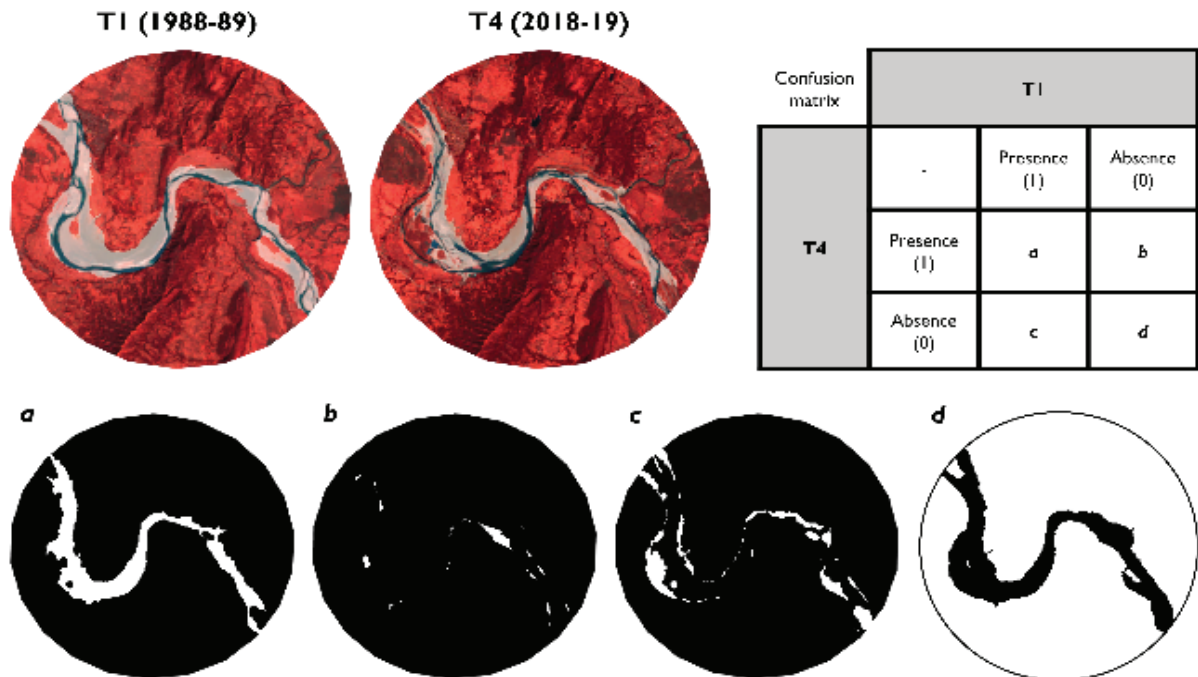 T1 (1988-89)
T4 (2018-19)
Confusion
matrix
T1
-
Presence
(1)
Absence
(0)
T4
Presence
(1)
a
b
Absence
(0)
c
d
a
b
c
d